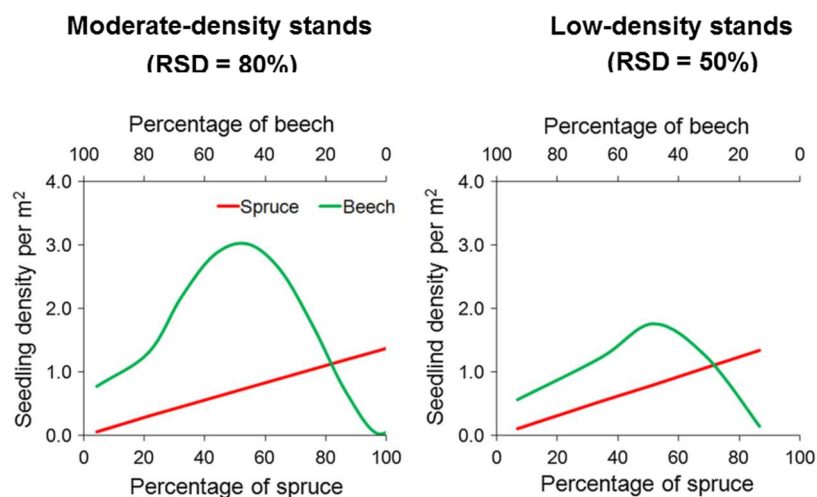 Moderate-density stands
(RSD = 80%)
Percentage of beech
100 80 60 40 20 0
4.0
3.0
2.0
1.0
0.0
Seedling density per m²
Spruce Beech
0 20 40 60 80 100
Percentage of spruce
Low-density stands
(RSD = 50%)
Percentage of beech
100 80 60 40 20 0
4.0
3.0
2.0
1.0
0.0
Seedlind density per m²
0 20 40 60 80 100
Percentage of spruce